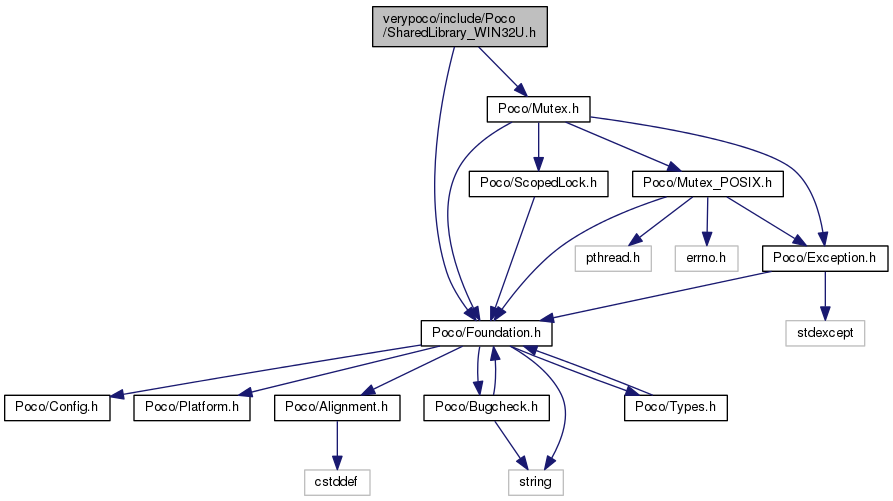 verypoco/include/Poco
/SharedLibrary_WIN32U.h
Poco/Mutex.h
Poco/ScopedLock.h
Poco/Mutex_POSIX.h
pthread.h
errno.h
Poco/Exception.h
Poco/Foundation.h
stdexcept
Poco/Config.h
Poco/Platform.h
Poco/Alignment.h
Poco/Bugcheck.h
Poco/Types.h
cstddef
string